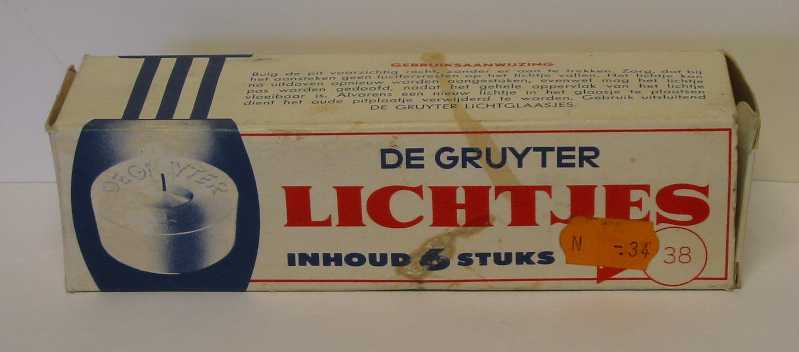 GEBRUIKSAANWIJZING
Buig de pit voorzichtig recht, zonder er aan te trekken. Zorg, dat bij
het aansteken geen luciferresten op het lichtje vallen. Het lichtje kan
na uitdoven opnieuw worden aangestoken, evenwel mag het lichtje
pas worden gedoofd, nadat het gehele oppervlak van het lichtje
vloeibaar is. Alvorens een nieuw lichtje in het glaasje te plaatsen
dient het oude pitplaatje verwijderd te worden. Gebruik uitsluitend
DE GRUYTER LICHTGLAASJES.
DE GRUYTER
DE GRUYTER
LICHTJES
INHOUD 6 STUKS
N -.34
38